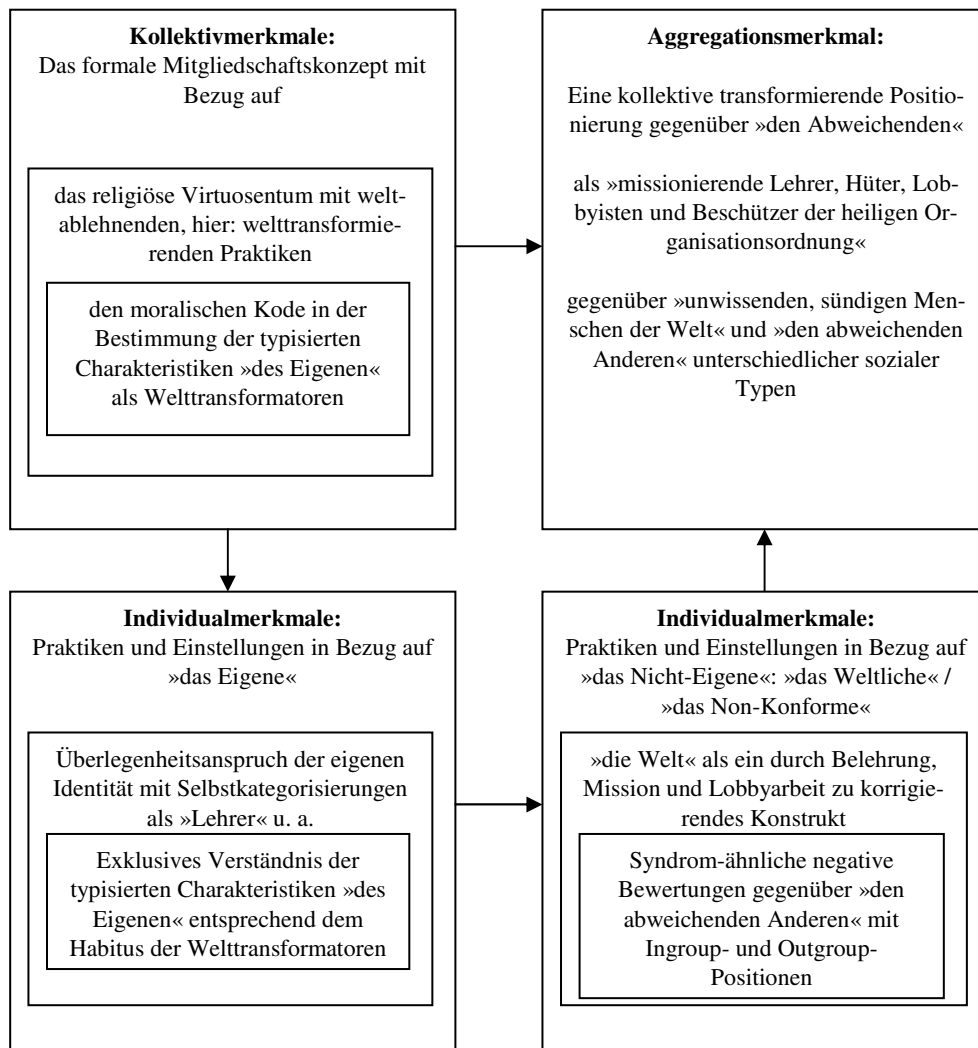 Kollektivmerkmale:
Das formale Mitgliedschaftskonzept mit
Bezug auf
das religiöse Virtuosentum mit welt-
ablehnenden, hier: welttransformie-
renden Praktiken
den moralischen Kode in der
Bestimmung der typisierten
Charakteristiken »des Eigenen«
als Welttransformatoren
Aggregationsmerkmal:
Eine kollektive transformierende Positio-
nierung gegenüber »den Abweichenden«
als »missionierende Lehrer, Hüter, Lob-
byisten und Beschützer der heiligen Or-
ganisationsordnung«
gegenüber »unwissenden, sündigen Men-
schen der Welt« und »den abweichenden
Anderen« unterschiedlicher sozialer
Typen
Individualmerkmale:
Praktiken und Einstellungen in Bezug auf
»das Eigene«
Überlegenheitsanspruch der eigenen
Identität mit Selbstkategorisierungen
als »Lehrer« u. a.
Exklusives Verständnis der
typisierten Charakteristiken »des
Eigenen« entsprechend dem
Habitus der Welttransformatoren
Individualmerkmale:
Praktiken und Einstellungen in Bezug auf
»das Nicht-Eigene«: »das Weltliche« /
»das Non-Konforme«
»die Welt« als ein durch Belehrung,
Mission und Lobbyarbeit zu korrigie-
rendes Konstrukt
Syndrom-ähnliche negative
Bewertungen gegenüber »den
abweichenden Anderen« mit
Ingroup- und Outgroup-
Positionen